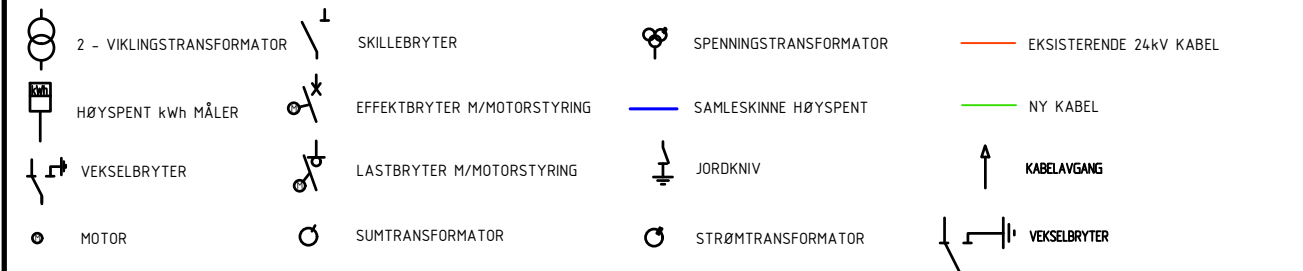 2 - VIKLINGSTRANSFORMATOR
SKILLEBRYTER
SPENNINGSTRANSFORMATOR
EKSISTERENDE 24kV KABEL
kWh
HØYSPENT kWh MÅLER
EFFEKTBRYTER M/MOTORSTYRING
SAMLESKINNE HØYSPENT
NY KABEL
VEKSELBRYTER
LASTBRYTER M/MOTORSTYRING
JORDKNIV
KABELAVGANG
M
MOTOR
SUMTRANSFORMATOR
STRØMTRANSFORMATOR
VEKSELBRYTER